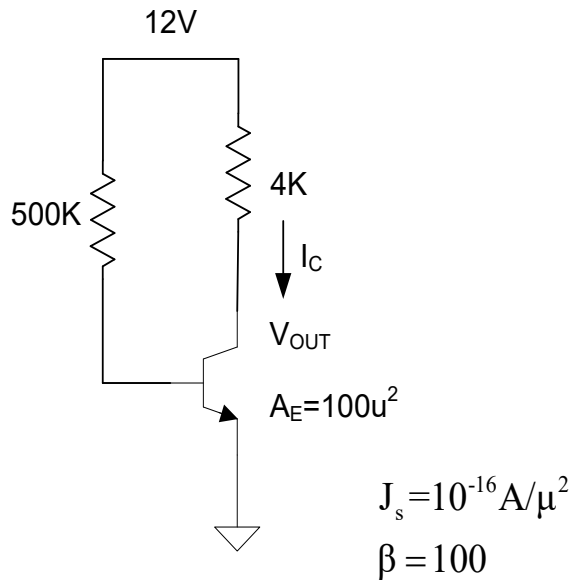 12V
500K
4K
I_C
V_OUT
A_E=100u²
J_s=10⁻¹⁶A/μ²
β=100